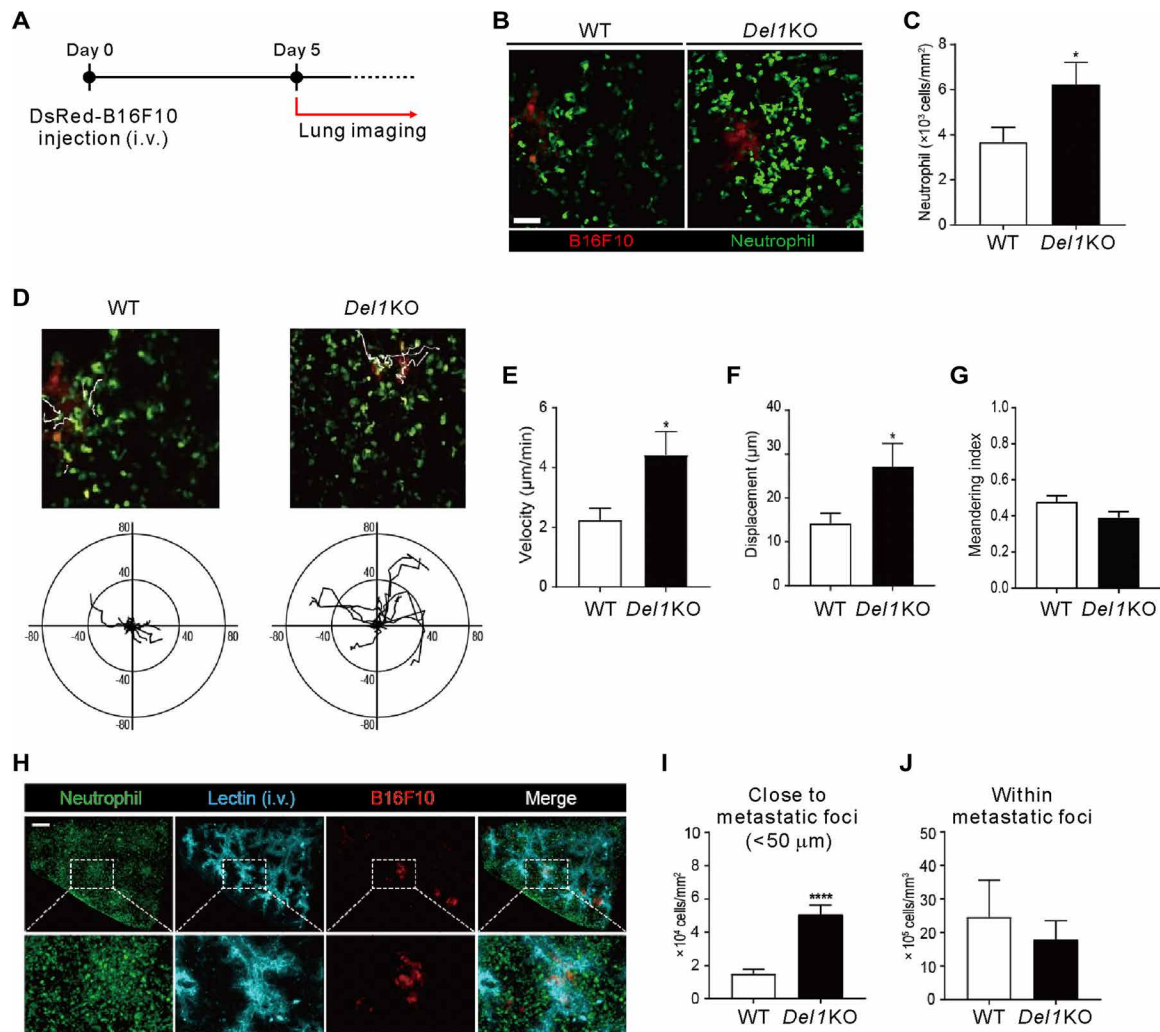 A
Day 0
Day 5
DsRed-B16F10
injection (i.v.)
Lung imaging
B
WT
Del1KO
B16F10
Neutrophil
C
Neutrophil (×10³ cells/mm²)
8
6
4
2
0
*
WT
Del1KO
D
WT
Del1KO
80
40
-80
-40
40
80
-40
-80
80
40
-80
-40
40
80
-40
-80
E
Velocity (µm/min)
6
4
2
0
*
WT
Del1KO
F
Displacement (µm)
40
30
20
10
0
*
WT
Del1KO
G
Meandering index
1.0
0.8
0.6
0.4
0.2
0.0
WT
Del1KO
H
Neutrophil
Lectin (i.v.)
B16F10
Merge
I
Close to
metastatic foci
(<50 µm)
× 10⁴ cells/mm²
10
8
6
4
2
0
****
WT
Del1KO
J
Within
metastatic foci
50
40
30
20
10
0
WT
Del1KO